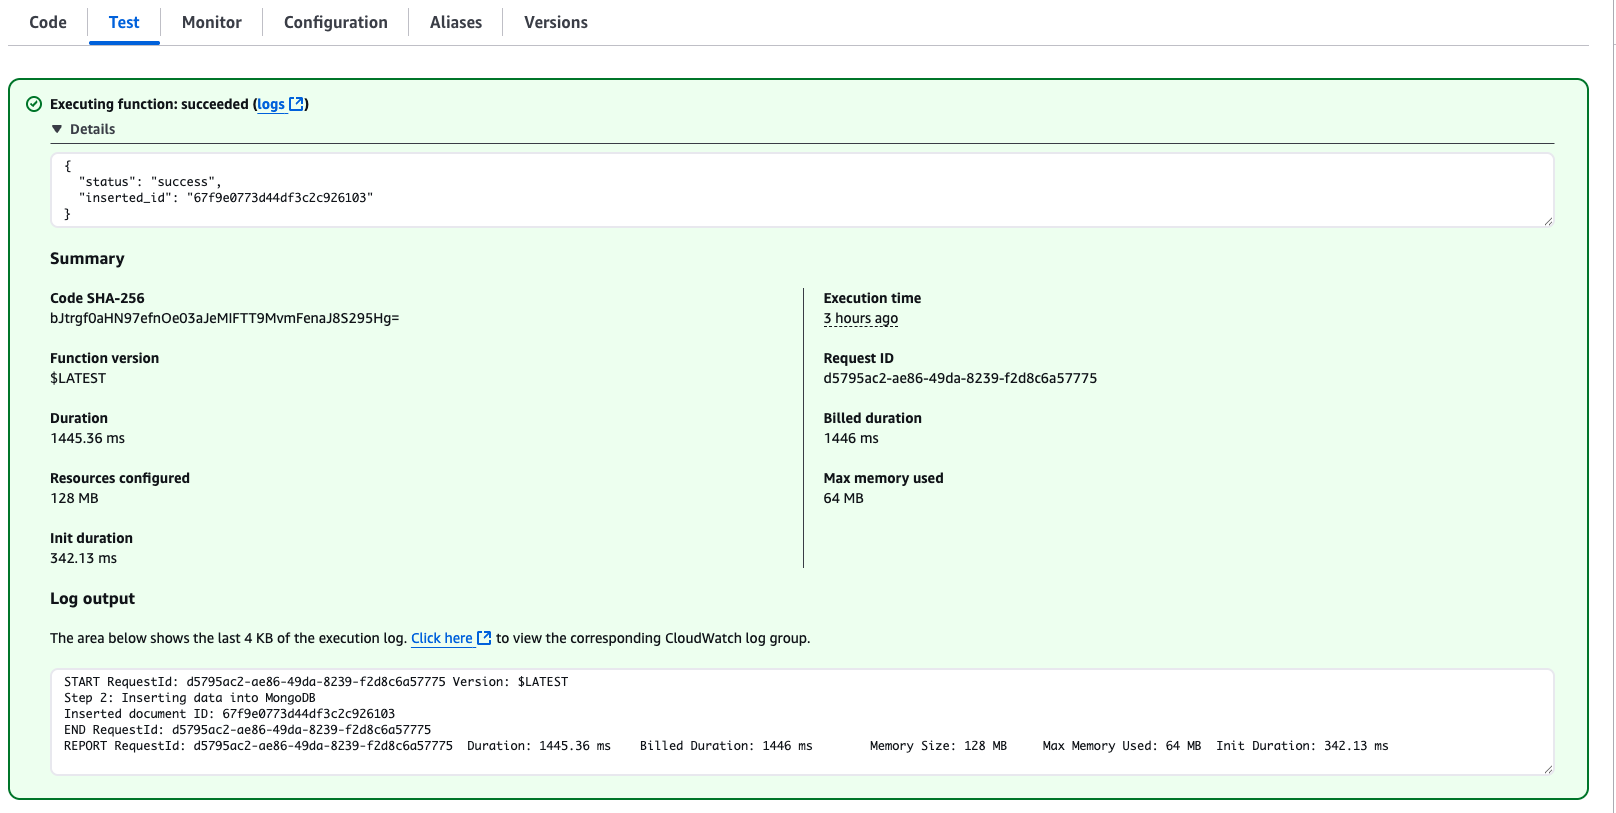 Code Test Monitor Configuration Aliases Versions
Executing function: succeeded (logs)
Details
{
  "status": "success",
  "inserted_id": "67f9e0773d44df3c2c926103"
}
Summary
Code SHA-256
bJtrgf0aHN97efnOe03aJeMIFTT9MvmFenaJ8S295Hg=
Function version
$LATEST
Duration
1445.36 ms
Resources configured
128 MB
Init duration
342.13 ms
Execution time
3 hours ago
Request ID
d5795ac2-ae86-49da-8239-f2d8c6a57775
Billed duration
1446 ms
Max memory used
64 MB
Log output
The area below shows the last 4 KB of the execution log. Click here to view the corresponding CloudWatch log group.
START RequestId: d5795ac2-ae86-49da-8239-f2d8c6a57775 Version: $LATEST
Step 2: Inserting data into MongoDB
Inserted document ID: 67f9e0773d44df3c2c926103
END RequestId: d5795ac2-ae86-49da-8239-f2d8c6a57775
REPORT RequestId: d5795ac2-ae86-49da-8239-f2d8c6a57775 Duration: 1445.36 ms Billed Duration: 1446 ms Memory Size: 128 MB Max Memory Used: 64 MB Init Duration: 342.13 ms